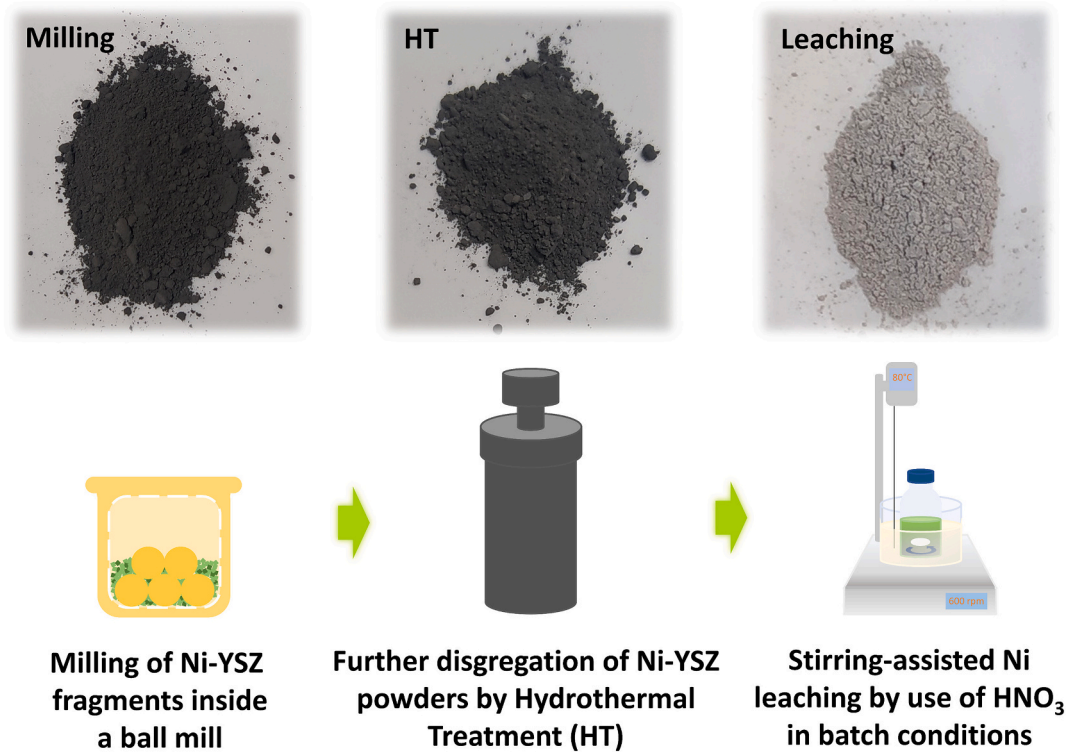 Milling
HT
Leaching
80°C
600 rpm
Milling of Ni-YSZ
fragments inside
a ball mill
Further disgregation of Ni-YSZ
powders by Hydrothermal
Treatment (HT)
Stirring-assisted Ni
leaching by use of HNO₃
in batch conditions